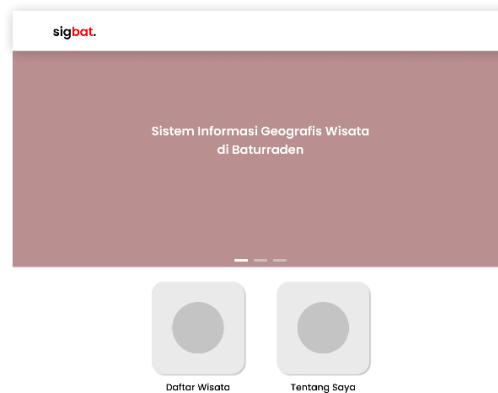 sigbat.
Sistem Informasi Geografis Wisata
di Baturraden
Daftar Wisata
Tentang Saya